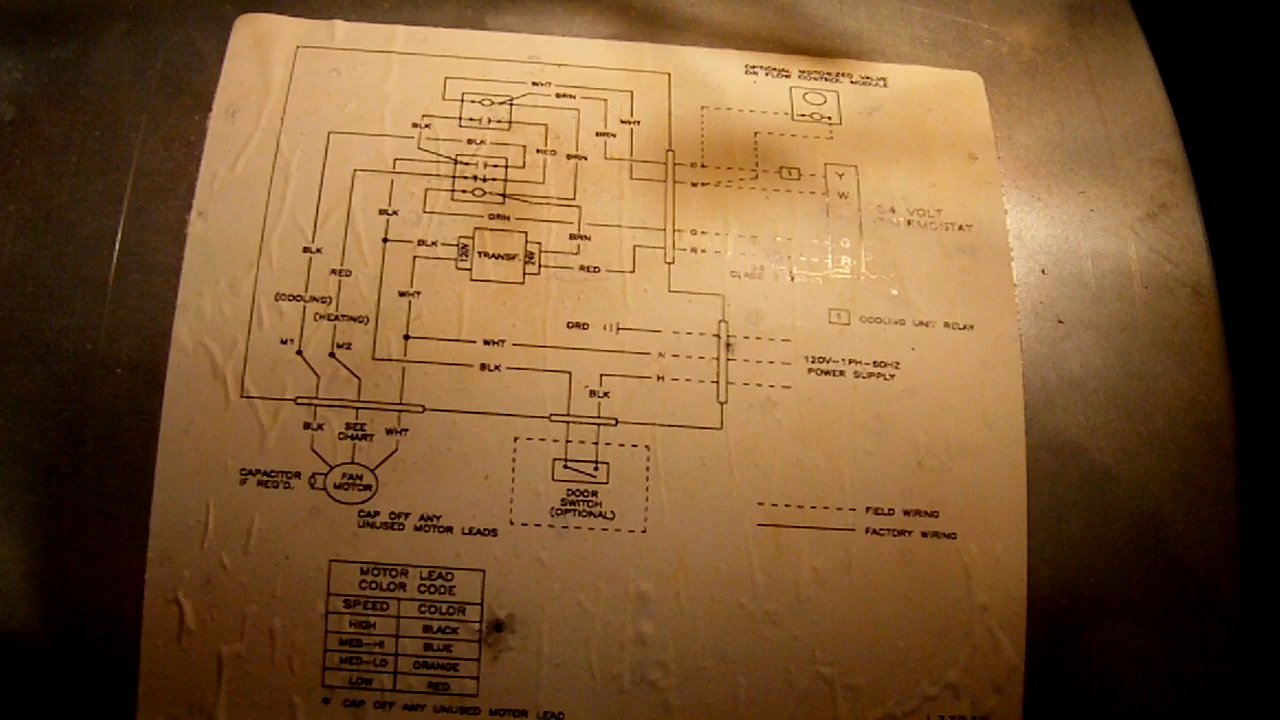 OPTIONAL MOTORIZED VALVE
OR FLOW CONTROL MODULE
WHT
BRN
WHT
BLK
BRN
BLK
RED
BRN
1
Y
W
W
BLK
GRN
24 VOLT
THERMOSTAT
BRN
G
G
BLK
120V
TRANSF.
24V
R
R
BLK
RED
RED
WHT
(COOLING)
(HEATING)
GRD
1
COOLING UNIT RELAY
M1
M2
WHT
N
120V-1PH-60HZ
POWER SUPPLY
BLK
H
BLK
BLK
SEE
CHART
WHT
CAPACITOR
IF REQ'D.
FAN
MOTOR
DOOR
SWITCH
(OPTIONAL)
CAP OFF ANY
UNUSED MOTOR LEADS
FIELD WIRING
FACTORY WIRING
MOTOR LEAD
COLOR CODE
SPEED COLOR
HIGH BLACK
MED-HI BLUE
MED-LO ORANGE
LOW RED
* CAP OFF ANY UNUSED MOTOR LEAD